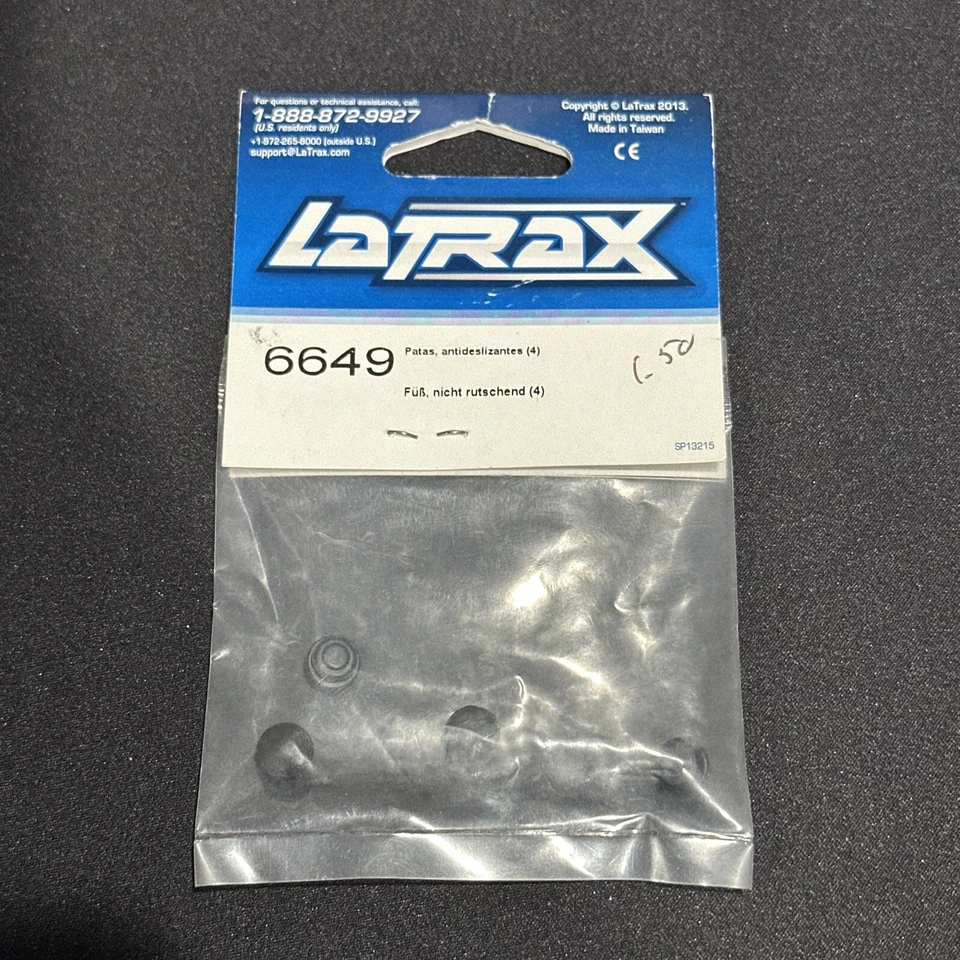 For questions or technical assistance, call:
1-888-872-9927
(U.S. residents only)
+1-972-265-8000 (outside U.S.)
support@LaTrax.com
Copyright © LaTrax 2013.
All rights reserved.
Made in Taiwan
CE
LaTRAX™
6649
Patas, antideslizantes (4)
Füß, nicht rutschend (4)
SP13215